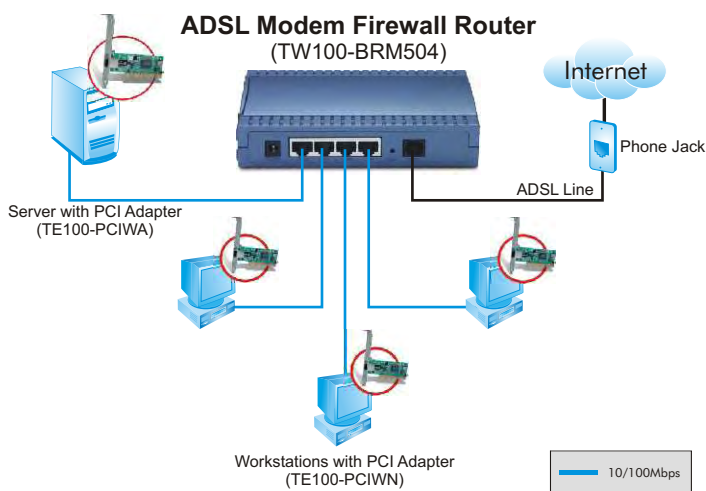 ADSL Modem Firewall Router
(TW100-BRM504)
Internet
Phone Jack
ADSL Line
Server with PCI Adapter
(TE100-PCIWA)
Workstations with PCI Adapter
(TE100-PCIWN)
10/100Mbps